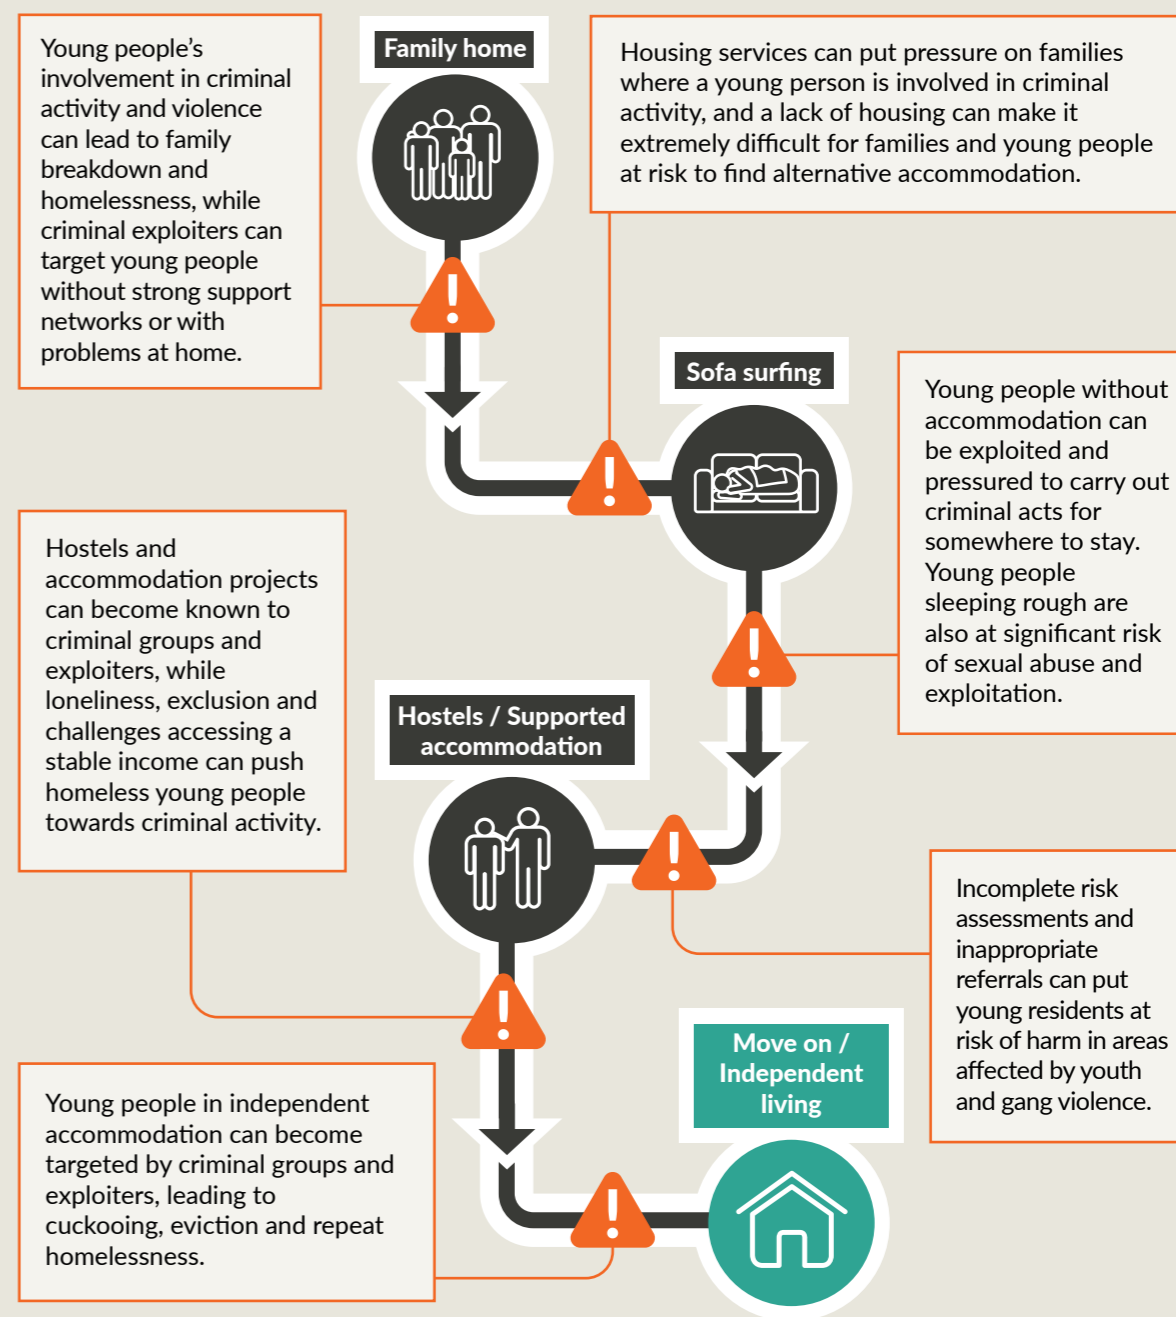 Young people's
involvement in criminal
activity and violence
can lead to family
breakdown and
homelessness, while
criminal exploiters can
target young people
without strong support
networks or with
problems at home.
Family home
Housing services can put pressure on families
where a young person is involved in criminal
activity, and a lack of housing can make it
extremely difficult for families and young people
at risk to find alternative accommodation.
Sofa surfing
Young people without
accommodation can
be exploited and
pressured to carry out
criminal acts for
somewhere to stay.
Young people
sleeping rough are
also at significant risk
of sexual abuse and
exploitation.
Hostels and
accommodation projects
can become known to
criminal groups and
exploiters, while
loneliness, exclusion and
challenges accessing a
stable income can push
homeless young people
towards criminal activity.
Hostels / Supported
accommodation
Incomplete risk
assessments and
inappropriate
referrals can put
young residents at
risk of harm in areas
affected by youth
and gang violence.
Move on /
Independent
living
Young people in independent
accommodation can become
targeted by criminal groups and
exploiters, leading to
cuckooing, eviction and repeat
homelessness.